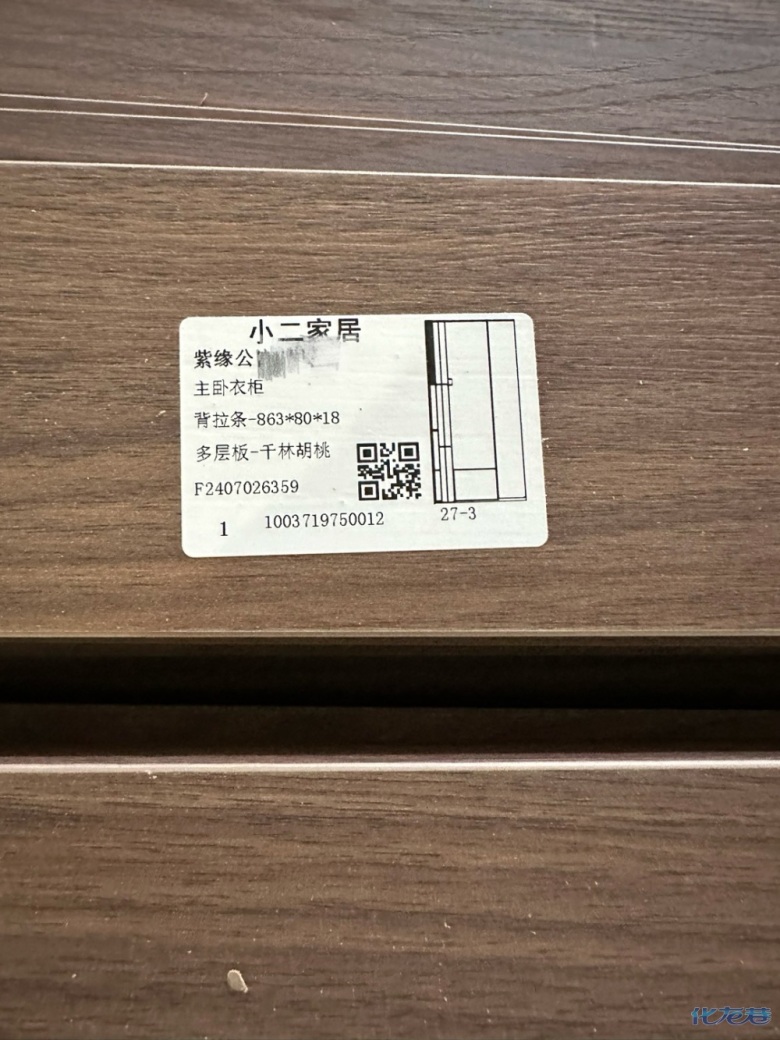 小二家居
紫缘公
主卧衣柜
背拉条-863*80*18
多层板-千林胡桃
F2407026359
1
1003719750012
27-3
化龙巷